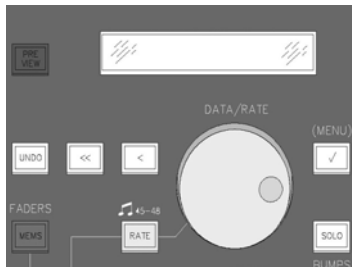 PRE
VIEW
DATA/RATE
(MENU)
UNDO
<<
<
✓
FADERS
45-48
MEMS
RATE
SOLO
BUMPS